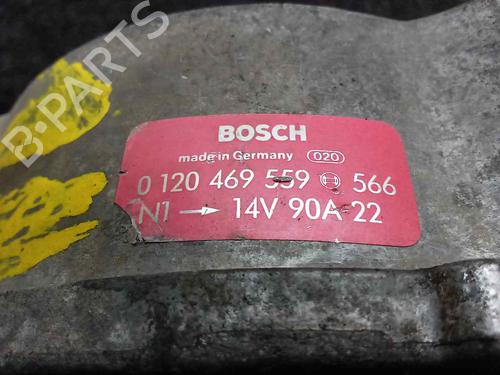 B-PARTS
BOSCH
made in Germany 020
0 120 469 559 566
N1 → 14V 90A 22